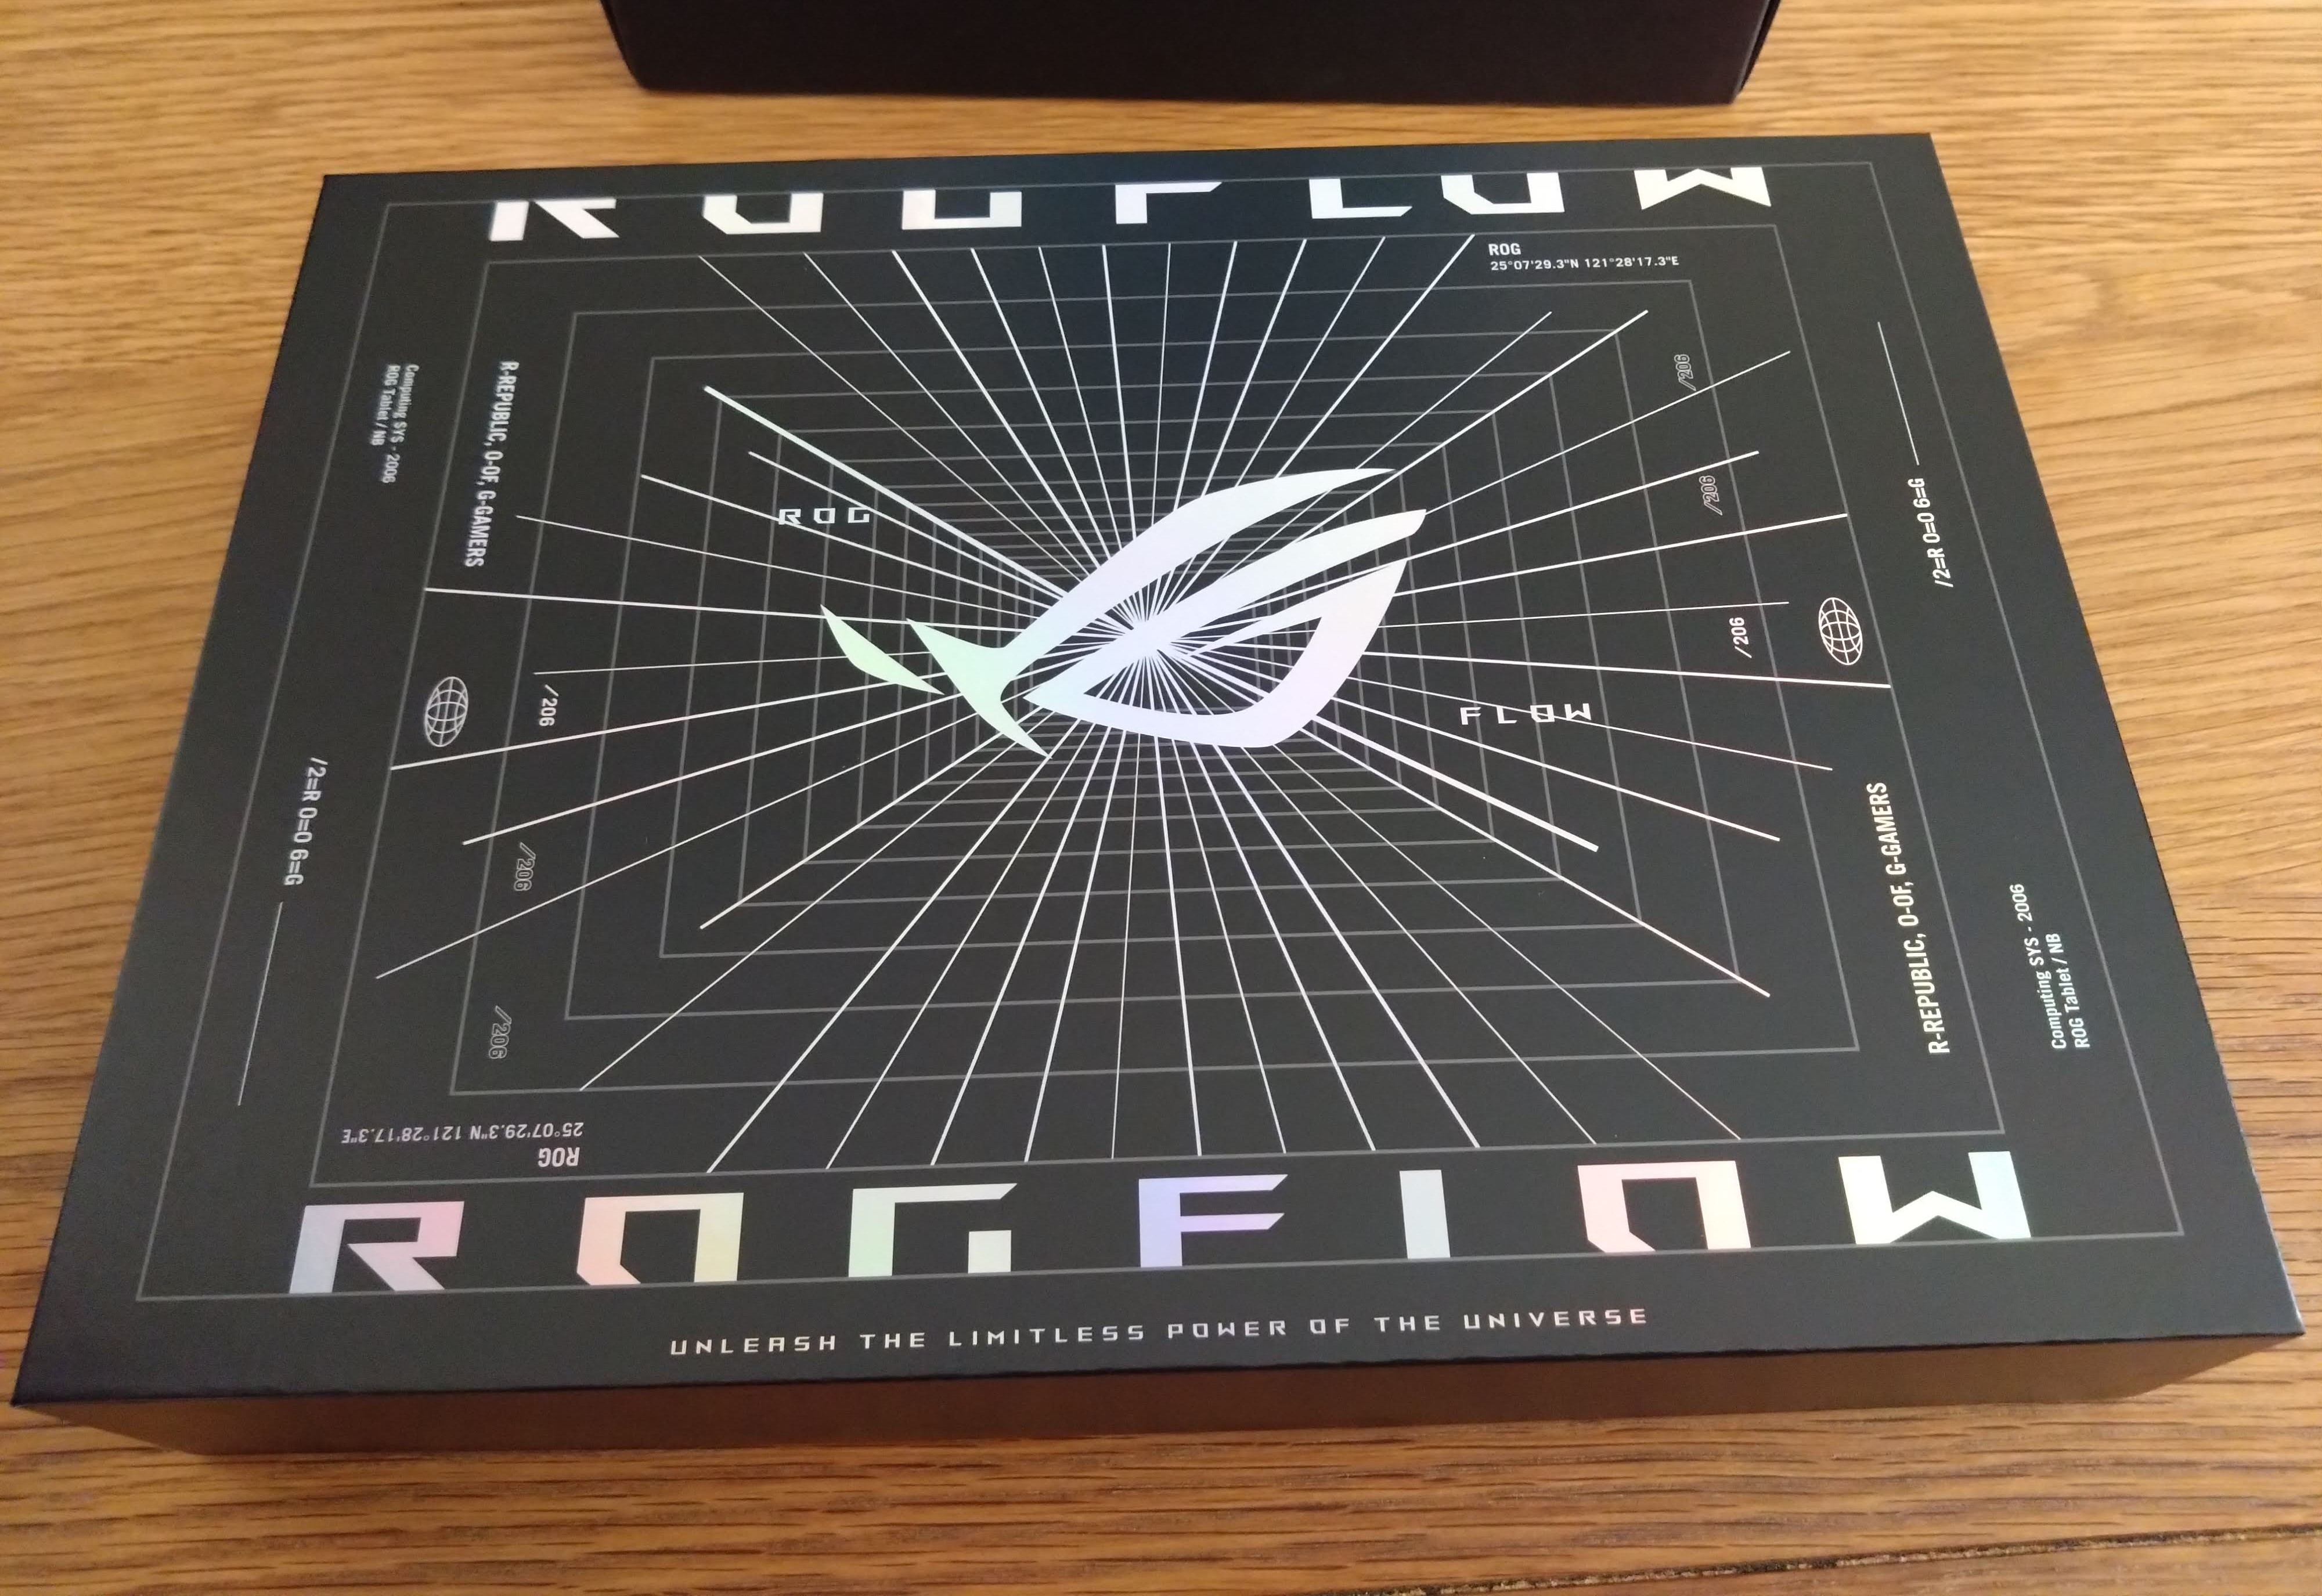 ROG FLOW
ROG
25°07'29.3"N 121°28'17.3"E
Computing SYS - 2006
ROG Tablet / NB
R-REPUBLIC, O-OF, G-GAMERS
/206
/206
/2=R 0=O 6=G
ROG
/206
/206
FLOW
/2=R 0=O 6=G
/206
/206
R-REPUBLIC, O-OF, G-GAMERS
Computing SYS - 2006
ROG Tablet / NB
25°07'29.3"N 121°28'17.3"E
ROG
ROG FLOW
UNLEASH THE LIMITLESS POWER OF THE UNIVERSE